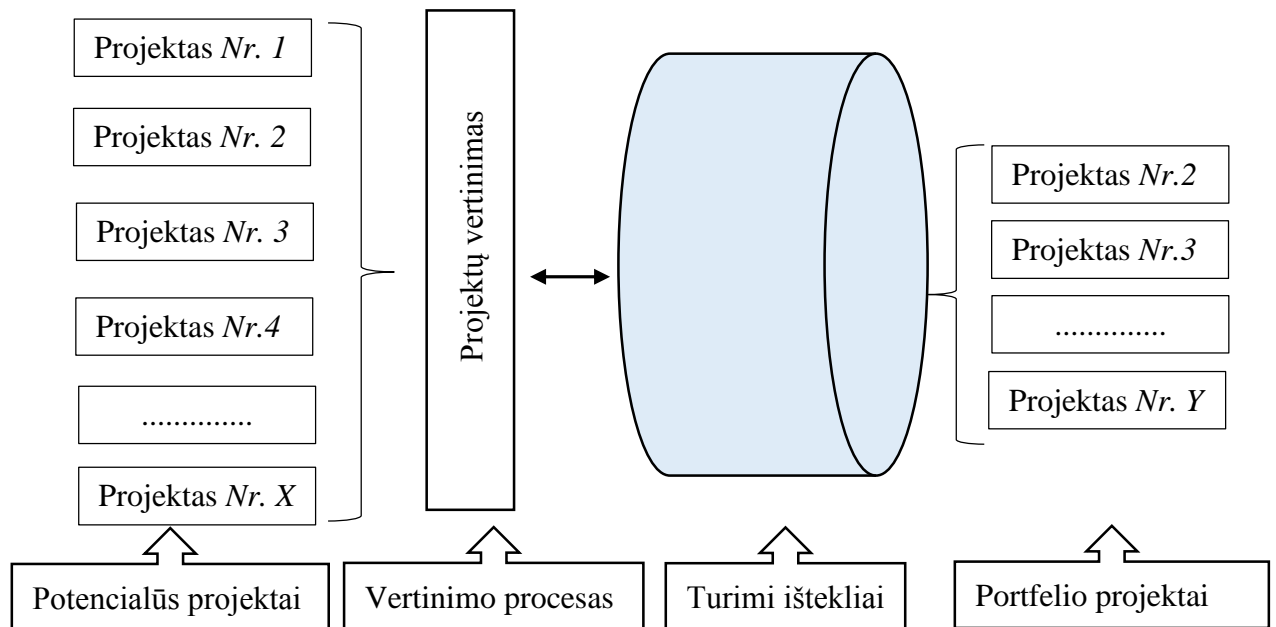 Projektas Nr. 1
Projektas Nr. 2
Projektas Nr. 3
Projektas Nr.4
..............
Projektas Nr. X
Projektų vertinimas
Projektas Nr.2
Projektas Nr.3
..............
Projektas Nr. Y
Potencialūs projektai
Vertinimo procesas
Turimi ištekliai
Portfelio projektai